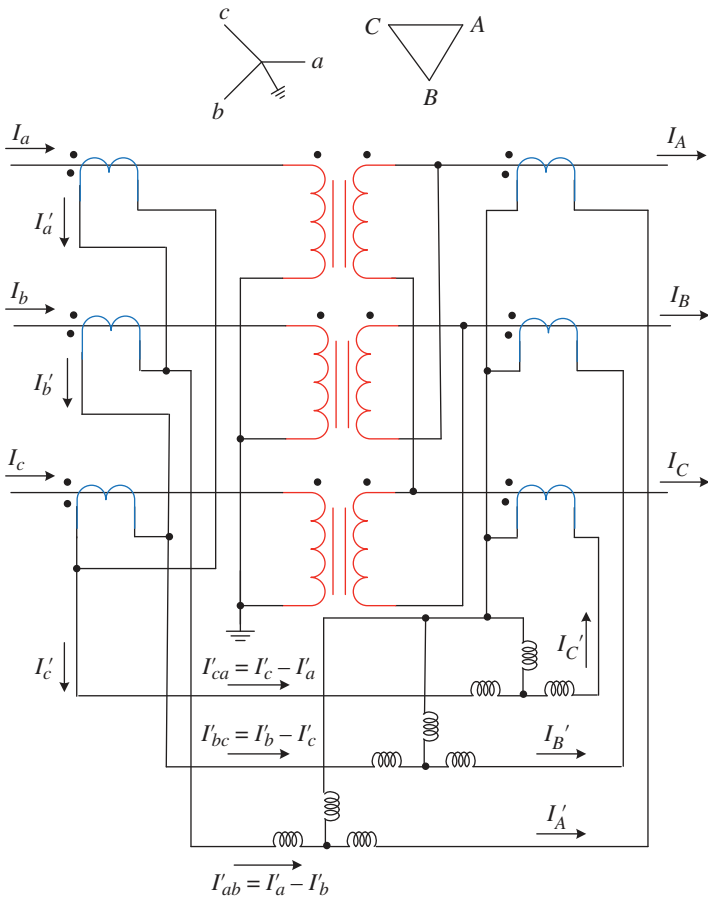 c
a
b
C
A
B
I_a
I_A
I'_a
I_b
I_B
I_b'
I_c
I_C
I_c'
I'_ca = I'_c – I'_a
I_C'
I'_bc = I'_b – I'_c
I_B'
I_A'
I'_ab = I'_a – I'_b